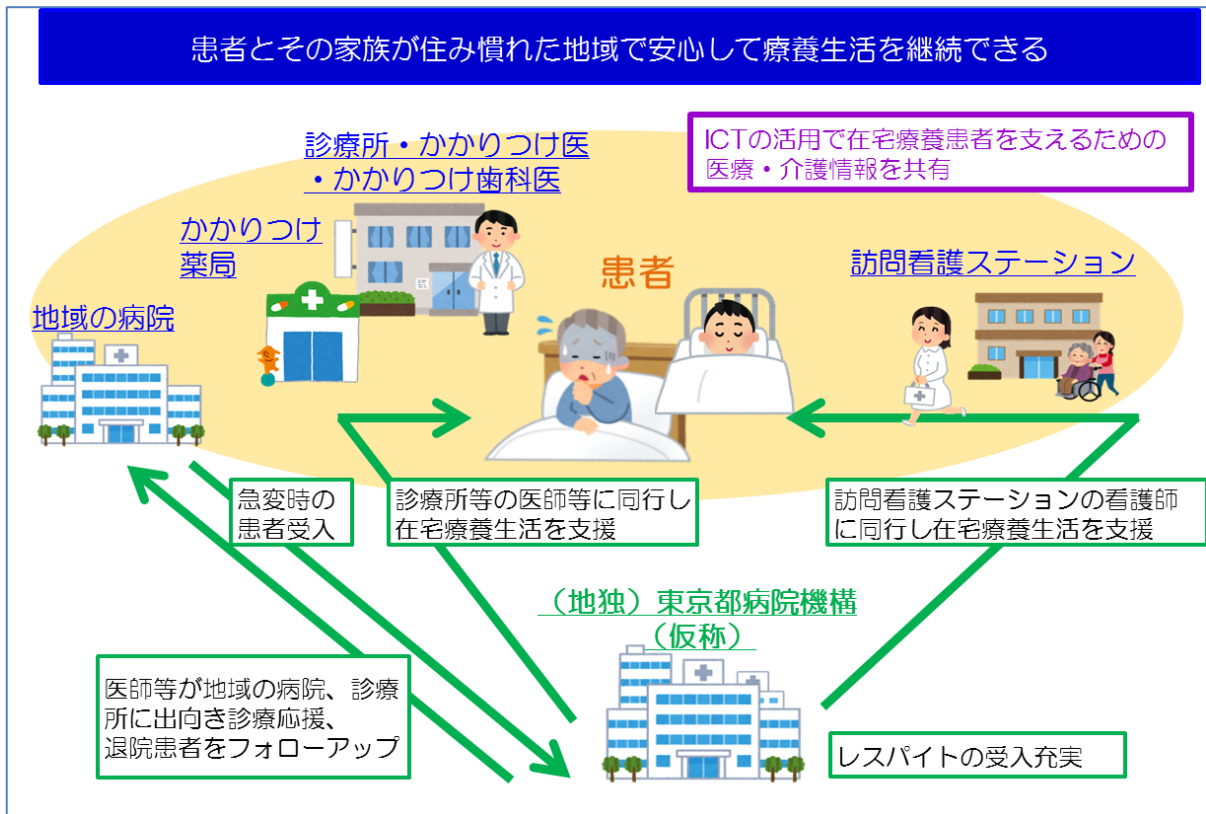 患者とその家族が住み慣れた地域で安心して療養生活を継続できる
ICTの活用で在宅療養患者を支えるための
医療・介護情報を共有
診療所・かかりつけ医
・かかりつけ歯科医
かかりつけ
薬局
地域の病院
患者
訪問看護ステーション
急変時の
患者受入
診療所等の医師等に同行し
在宅療養生活を支援
訪問看護ステーションの看護師
に同行し在宅療養生活を支援
（地独）東京都病院機構
（仮称）
医師等が地域の病院、診療
所に出向き診療応援、
退院患者をフォローアップ
レスパイトの受入充実